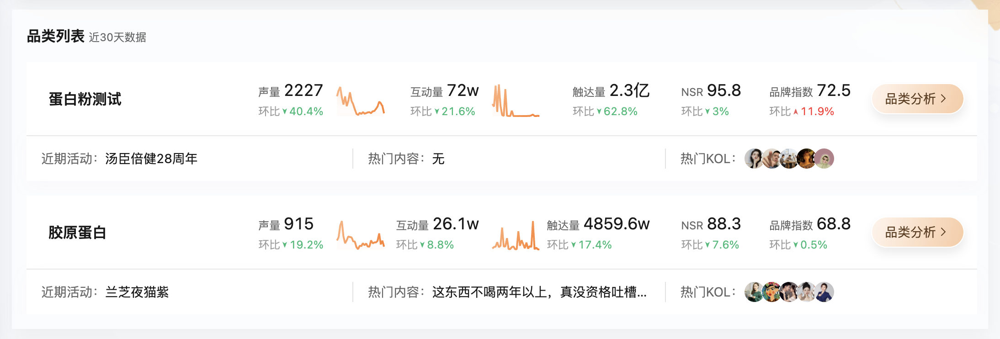 品类列表 近30天数据
蛋白粉测试
声量 2227
环比 40.4%
互动量 72w
环比 21.6%
触达量 2.3亿
环比 62.8%
NSR 95.8
环比 3%
品牌指数 72.5
环比 11.9%
品类分析
近期活动：汤臣倍健28周年
热门内容：无
热门KOL：
胶原蛋白
声量 915
环比 19.2%
互动量 26.1w
环比 8.8%
触达量 4859.6w
环比 17.4%
NSR 88.3
环比 7.6%
品牌指数 68.8
环比 0.5%
品类分析
近期活动：兰芝夜猫紫
热门内容：这东西不喝两年以上，真没资格吐槽...
热门KOL：